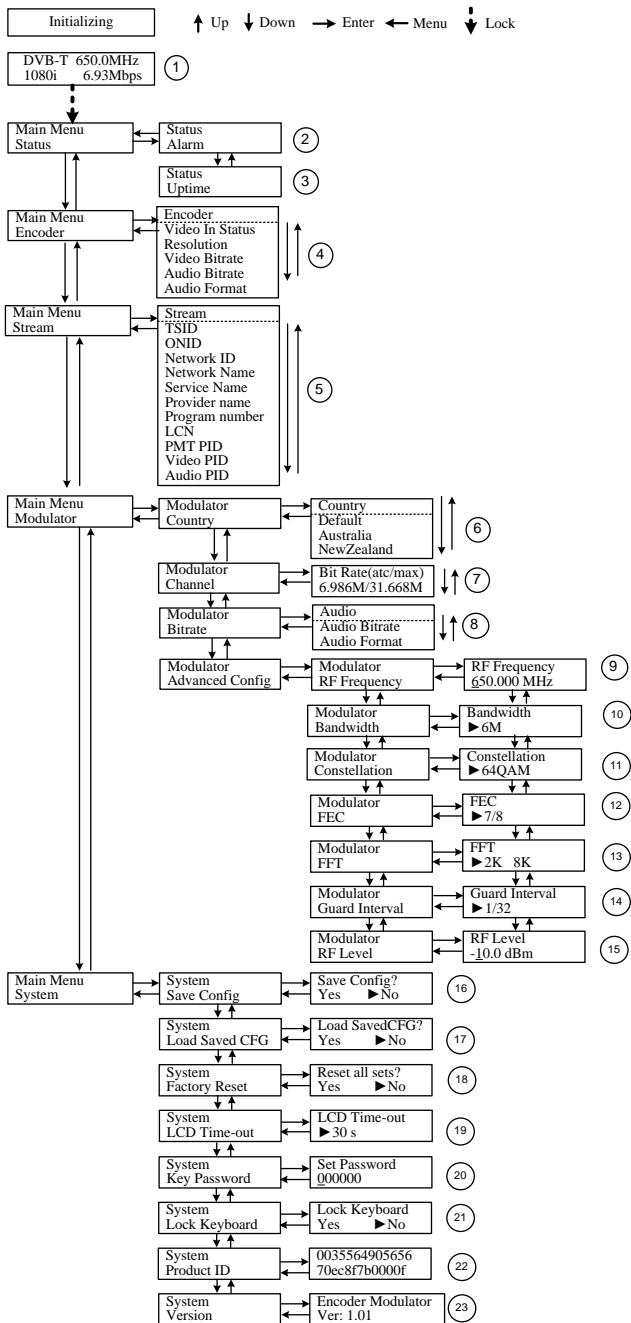 Initializing
Up Down Enter Menu Lock
DVB-T 650.0MHz
1080i 6.93Mbps
1
Main Menu
Status
Status
Alarm
2
Status
Uptime
3
Main Menu
Encoder
Encoder
Video In Status
Resolution
Video Bitrate
Audio Bitrate
Audio Format
4
Main Menu
Stream
Stream
TSID
ONID
Network ID
Network Name
Service Name
Provider name
Program number
LCN
PMT PID
Video PID
Audio PID
5
Main Menu
Modulator
Modulator
Country
Country
Default
Australia
NewZealand
6
Modulator
Channel
Bit Rate(atc/max)
6.986M/31.668M
7
Modulator
Bitrate
Audio
Audio Bitrate
Audio Format
8
Modulator
Advanced Config
Modulator
RF Frequency
RF Frequency
650.000 MHz
9
Modulator
Bandwidth
Bandwidth
►6M
10
Modulator
Constellation
Constellation
►64QAM
11
Modulator
FEC
FEC
►7/8
12
Modulator
FFT
FFT
►2K 8K
13
Modulator
Guard Interval
Guard Interval
►1/32
14
Modulator
RF Level
RF Level
-10.0 dBm
15
Main Menu
System
System
Save Config
Save Config?
Yes ►No
16
System
Load Saved CFG
Load SavedCFG?
Yes ►No
17
System
Factory Reset
Reset all sets?
Yes ►No
18
System
LCD Time-out
LCD Time-out
►30 s
19
System
Key Password
Set Password
000000
20
System
Lock Keyboard
Lock Keyboard
Yes ►No
21
System
Product ID
0035564905656
70ec8f7b0000f
22
System
Version
Encoder Modulator
Ver: 1.01
23